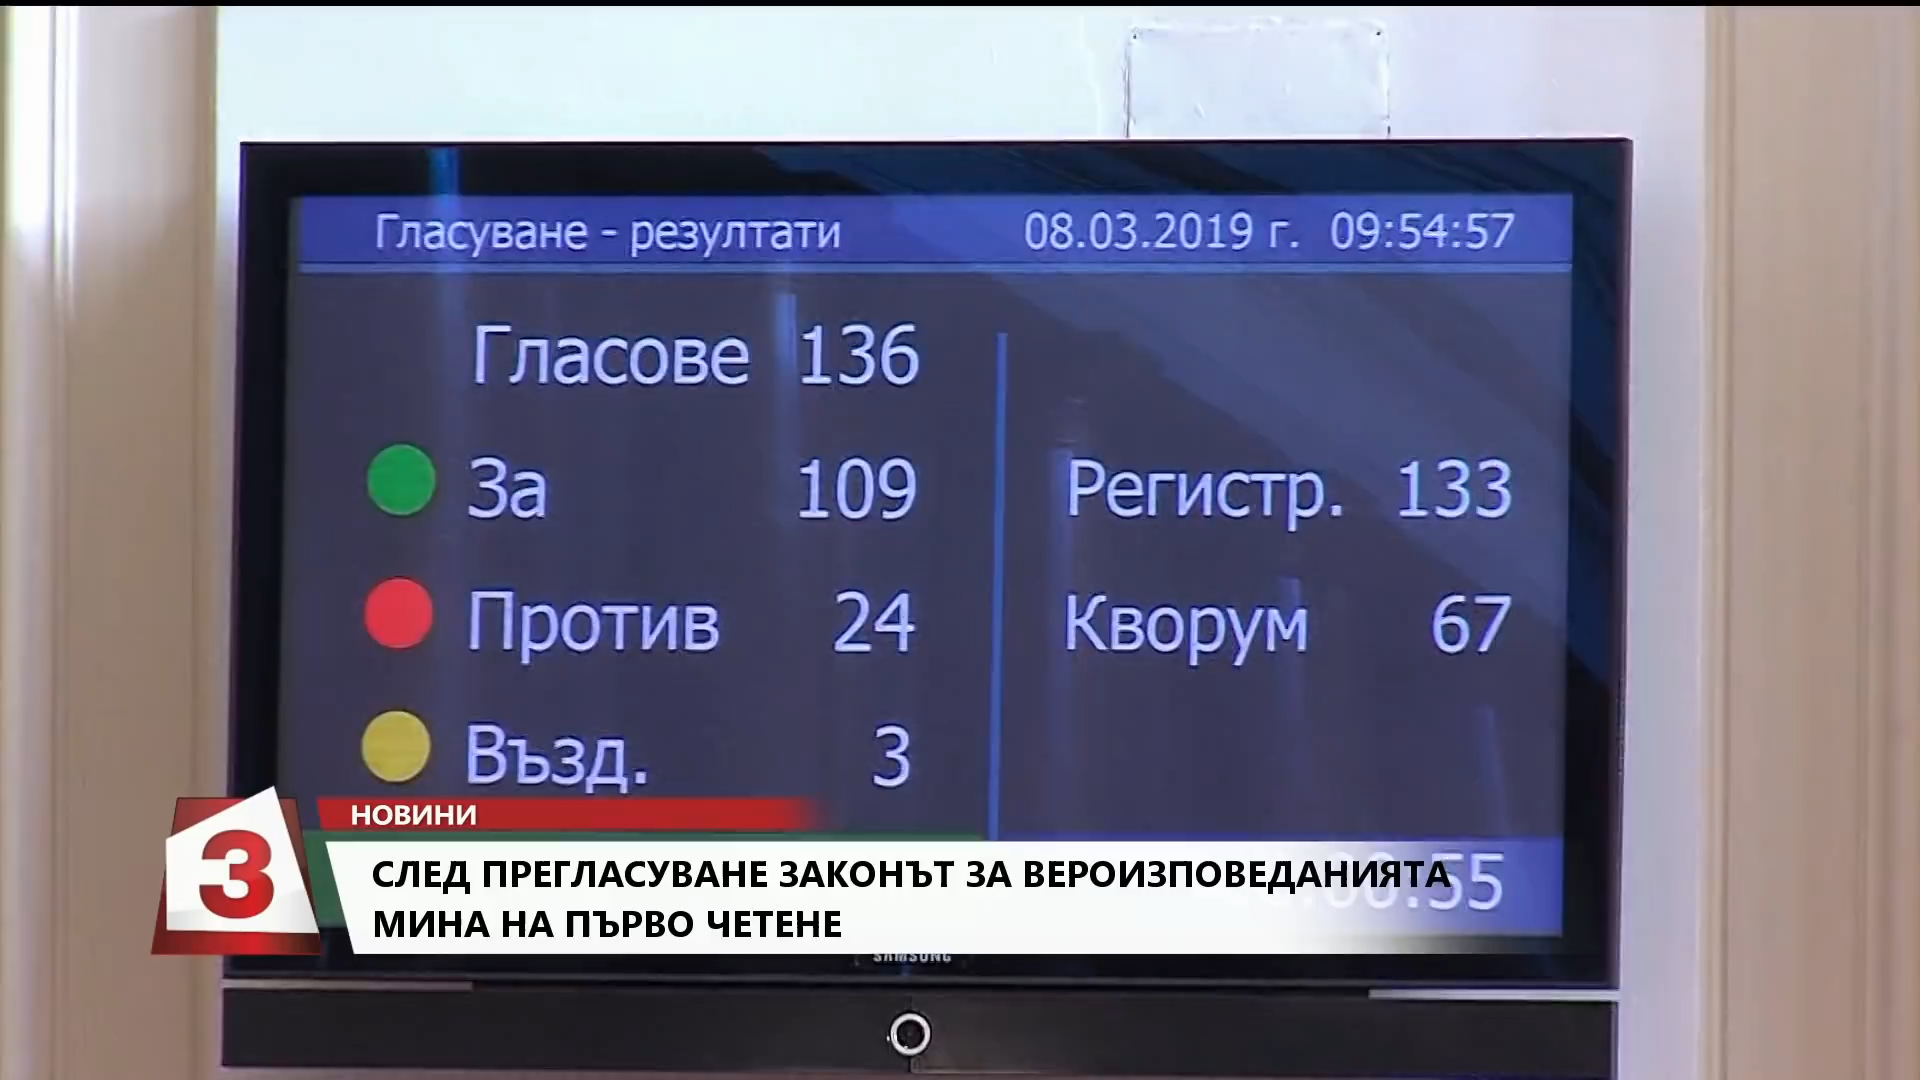 Гласуване - резултати 08.03.2019 г. 09:54:57
Гласове 136
За 109 Регистр. 133
Против 24 Кворум 67
Възд. 3
:55
3 НОВИНИ
СЛЕД ПРЕГЛАСУВАНЕ ЗАКОНЪТ ЗА ВЕРОИЗПОВЕДАНИЯТА
МИНА НА ПЪРВО ЧЕТЕНЕ
SAMSUNG